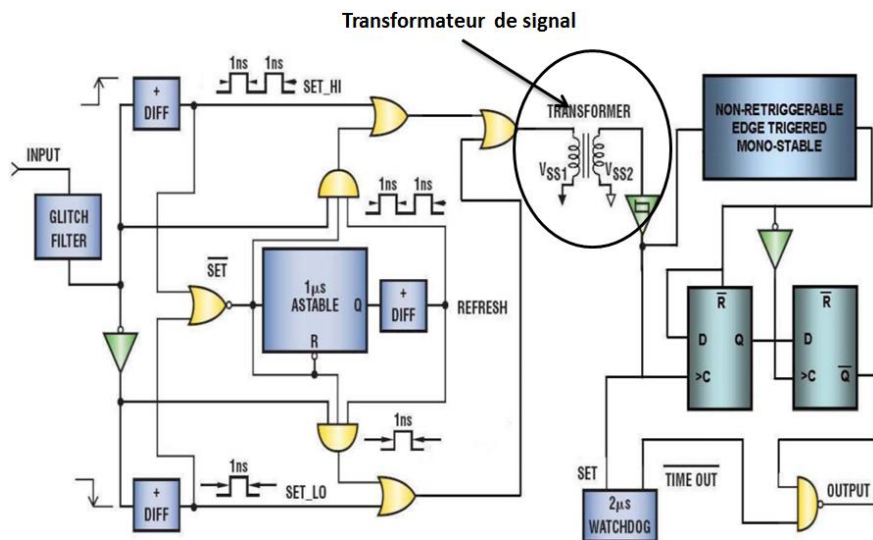 Transformateur de signal
1ns 1ns
SET_HI
+
DIFF
TRANSFORMER
NON-RETRIGGERABLE
EDGE TRIGERED
MONO-STABLE
INPUT
VSS1
VSS2
1ns 1ns
GLITCH
FILTER
SET
1µs
ASTABLE
Q
R
+
DIFF
REFRESH
R
D
Q
>C
R
D
>C
Q
1ns
1ns
+
DIFF
SET_LO
SET
TIME OUT
OUTPUT
2µs
WATCHDOG